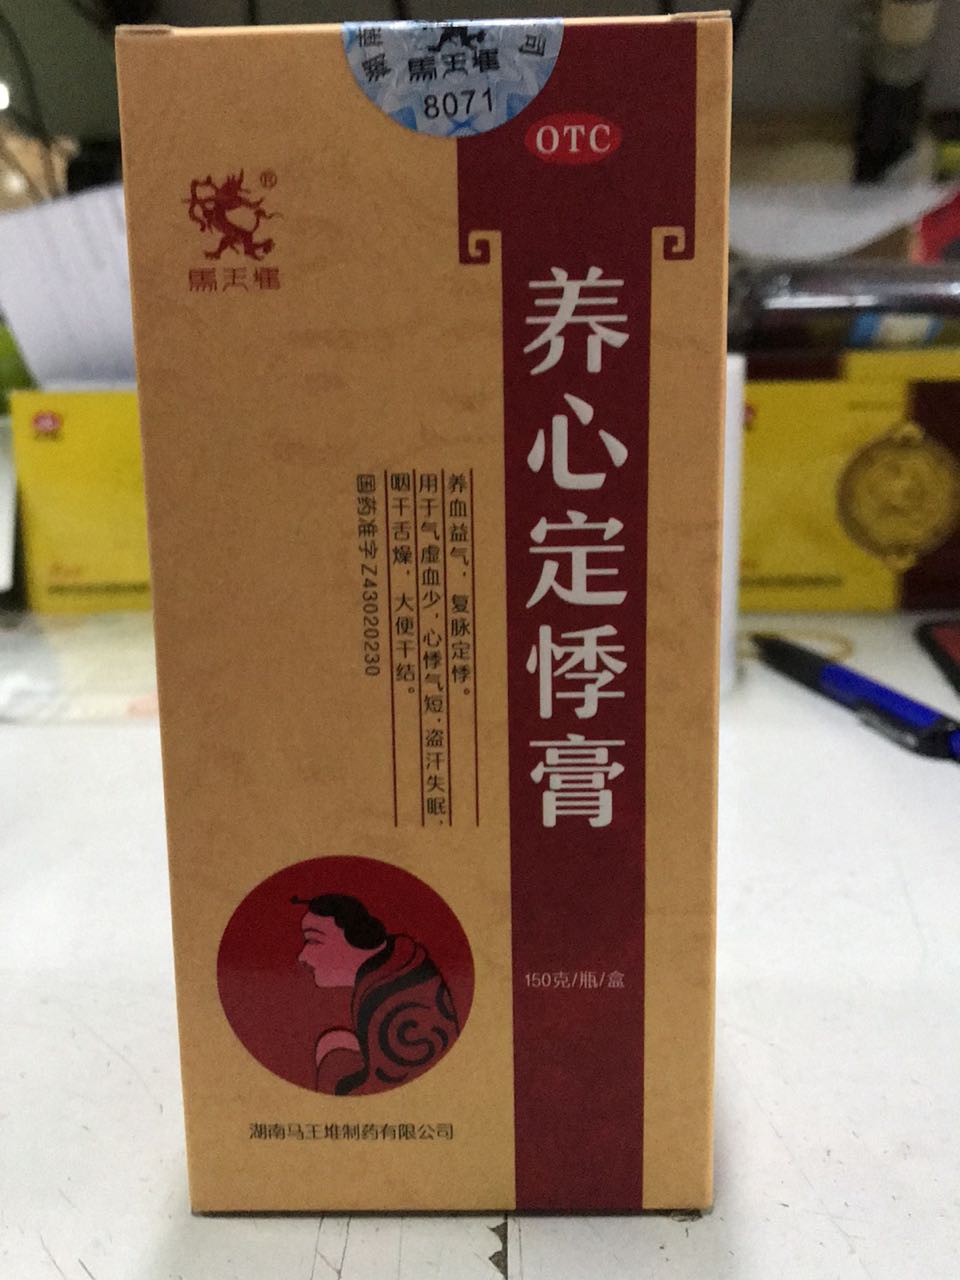 湖南
馬王堆
司
8071
OTC
®
馬王堆
养心定悸膏
养血益气，复脉定悸。
用于气虚血少，心悸气短，盗汗失眠，
咽干舌燥，大便干结。
国药准字Z43020230
150克/瓶/盒
湖南马王堆制药有限公司